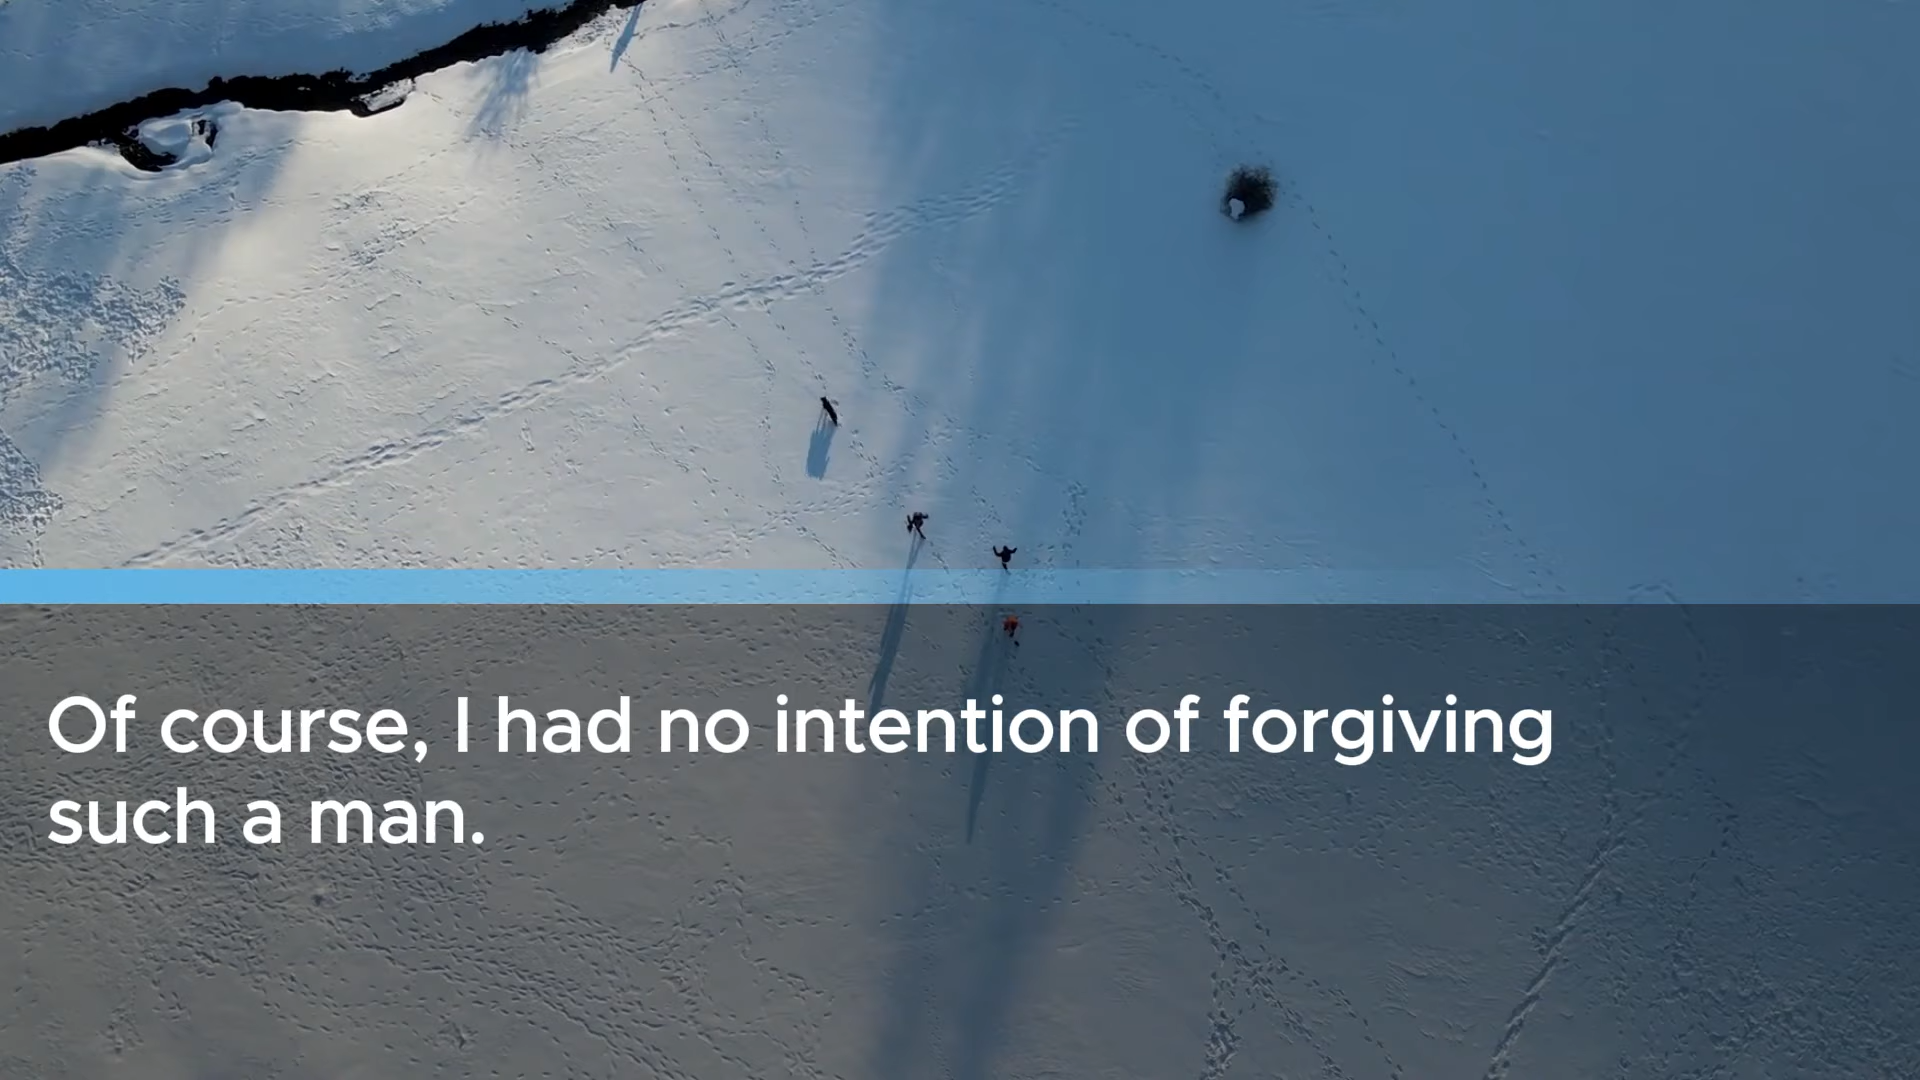 Of course, I had no intention of forgiving
such a man.